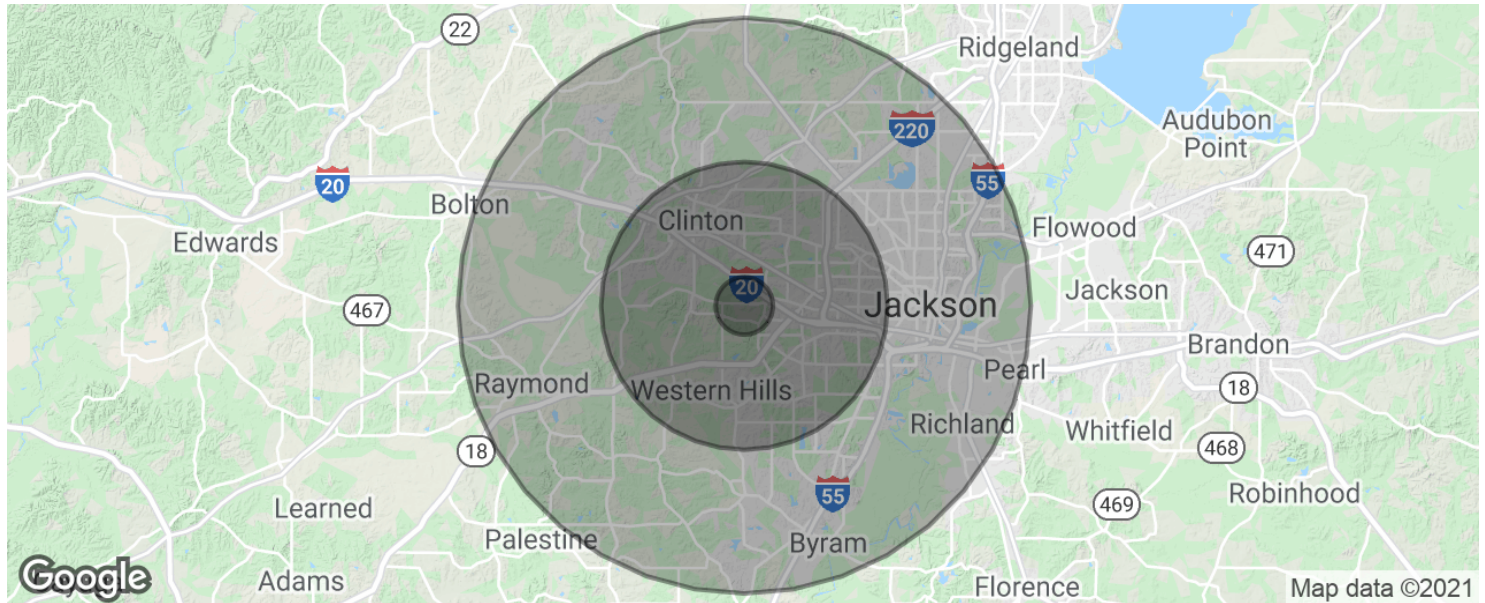 22
Ridgeland
Audubon
Point
220
20
55
Bolton
Clinton
Flowood
Edwards
471
20
467
Jackson
Jackson
Brandon
Pearl
Raymond
Western Hills
18
Richland
Whitfield
468
18
55
Robinhood
469
Learned
Palestine
Byram
Google
Adams
Florence
Map data ©2021